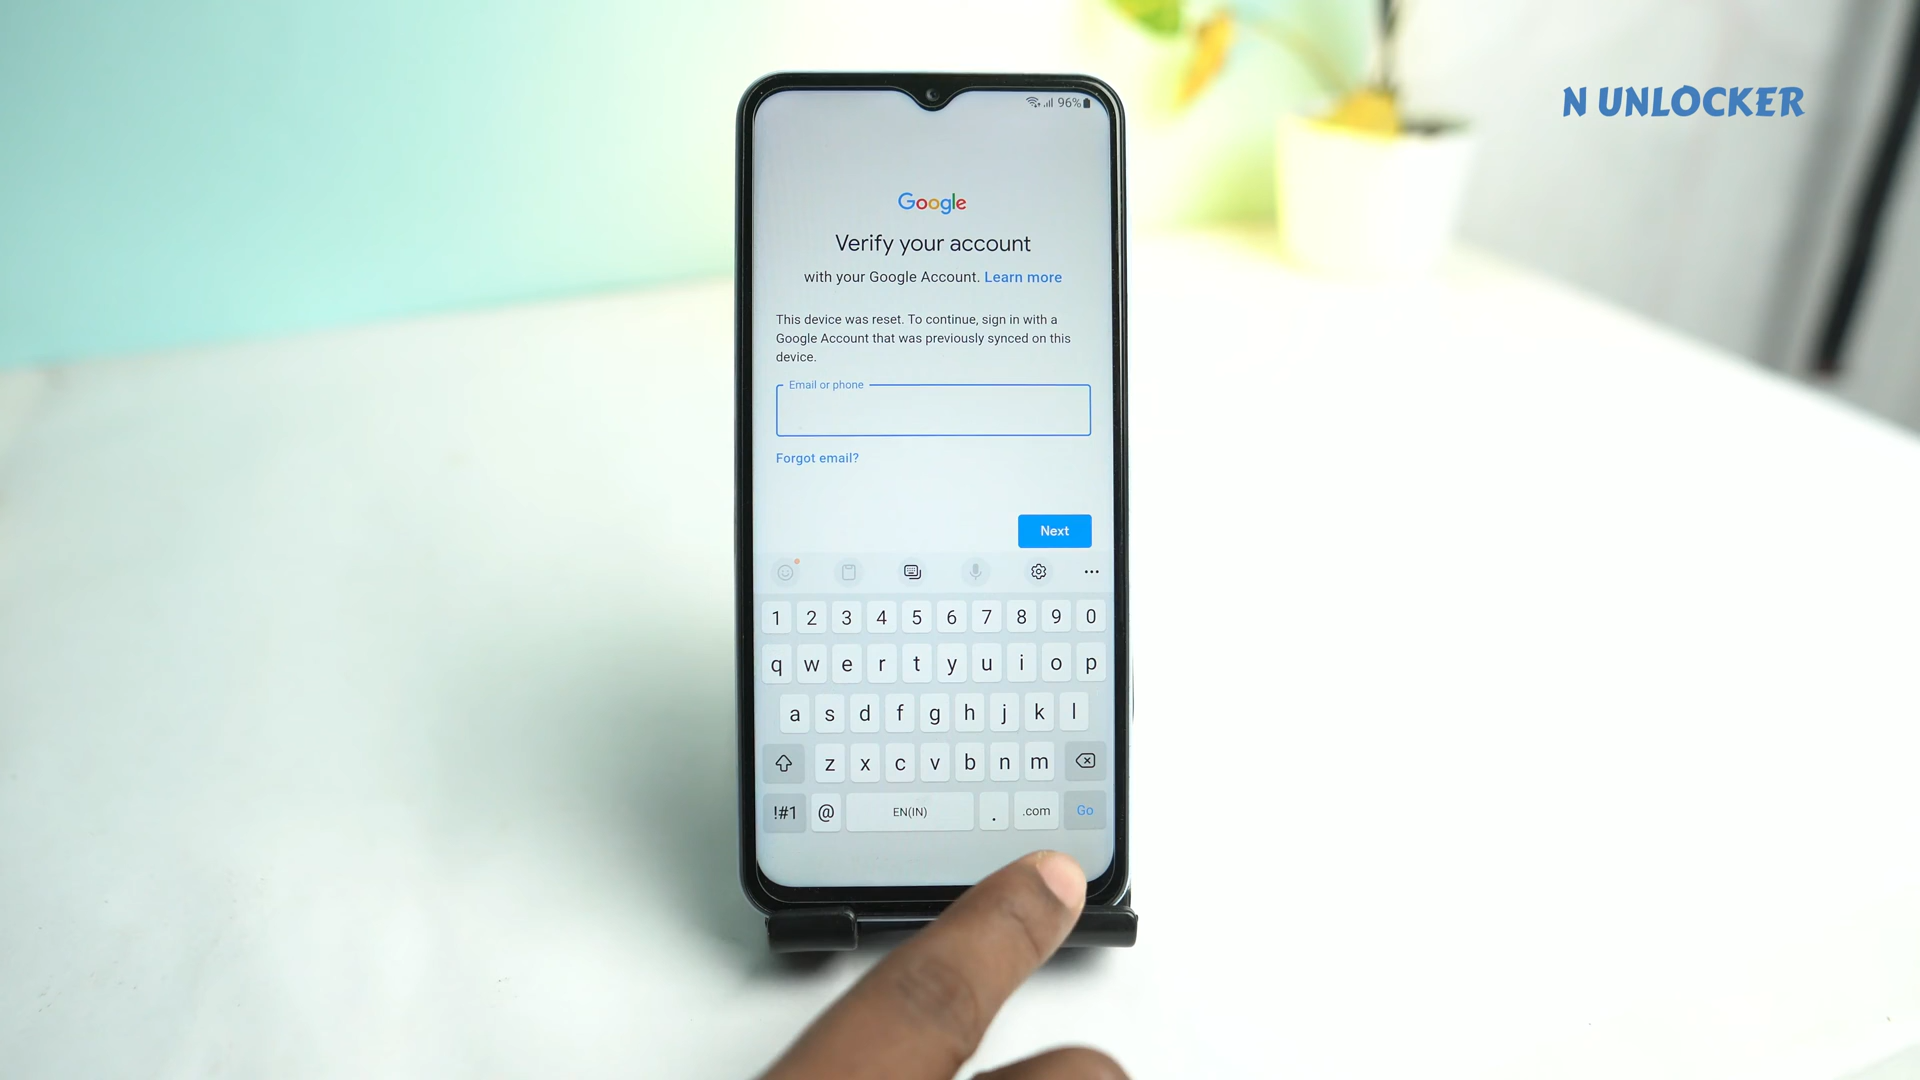 N UNLOCKER
96%
Google
Verify your account
with your Google Account. Learn more
This device was reset. To continue, sign in with a
Google Account that was previously synced on this
device.
Email or phone
Forgot email?
Next
1 2 3 4 5 6 7 8 9 0
q w e r t y u i o p
a s d f g h j k l
z x c v b n m
!#1 @ EN(IN) . .com Go